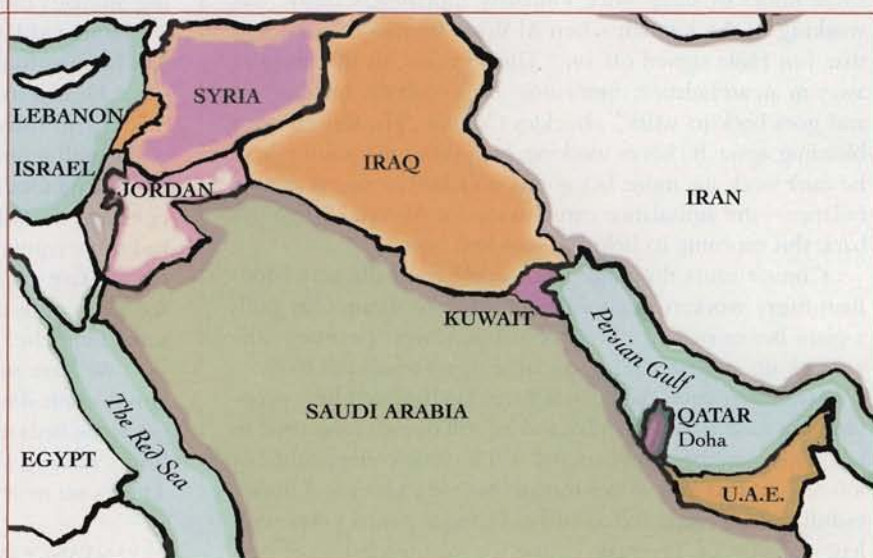 SYRIA
LEBANON
ISRAEL
JORDAN
IRAQ
IRAN
KUWAIT
Persian Gulf
SAUDI ARABIA
QATAR
Doha
The Red Sea
EGYPT
U.A.E.